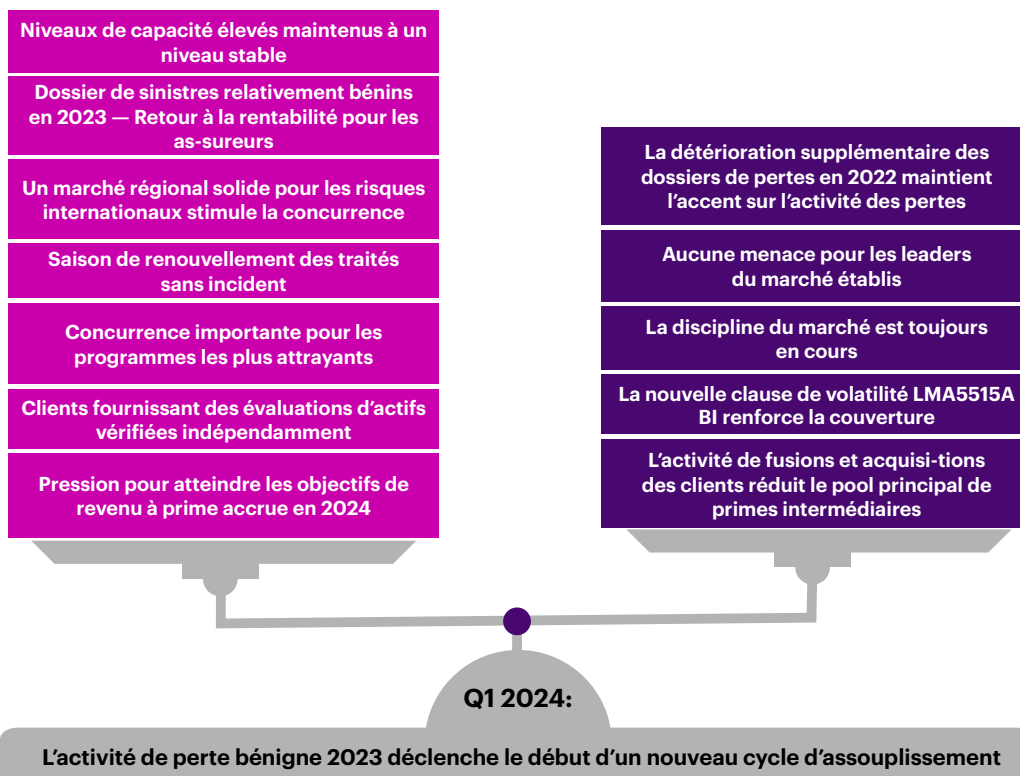 Niveaux de capacité élevés maintenus à un
niveau stable
Dossier de sinistres relativement bénins
en 2023 — Retour à la rentabilité pour les
as-sureurs
Un marché régional solide pour les risques
internationaux stimule la concurrence
Saison de renouvellement des traités
sans incident
Concurrence importante pour les
programmes les plus attrayants
Clients fournissant des évaluations d'actifs
vérifiées indépendamment
Pression pour atteindre les objectifs de
revenu à prime accrue en 2024
La détérioration supplémentaire des
dossiers de pertes en 2022 maintient
l'accent sur l'activité des pertes
Aucune menace pour les leaders
du marché établis
La discipline du marché est toujours
en cours
La nouvelle clause de volatilité LMA5515A
BI renforce la couverture
L'activité de fusions et acquisi-tions
des clients réduit le pool principal de
primes intermédiaires
Q1 2024:
L'activité de perte bénigne 2023 déclenche le début d'un nouveau cycle d'assouplissement